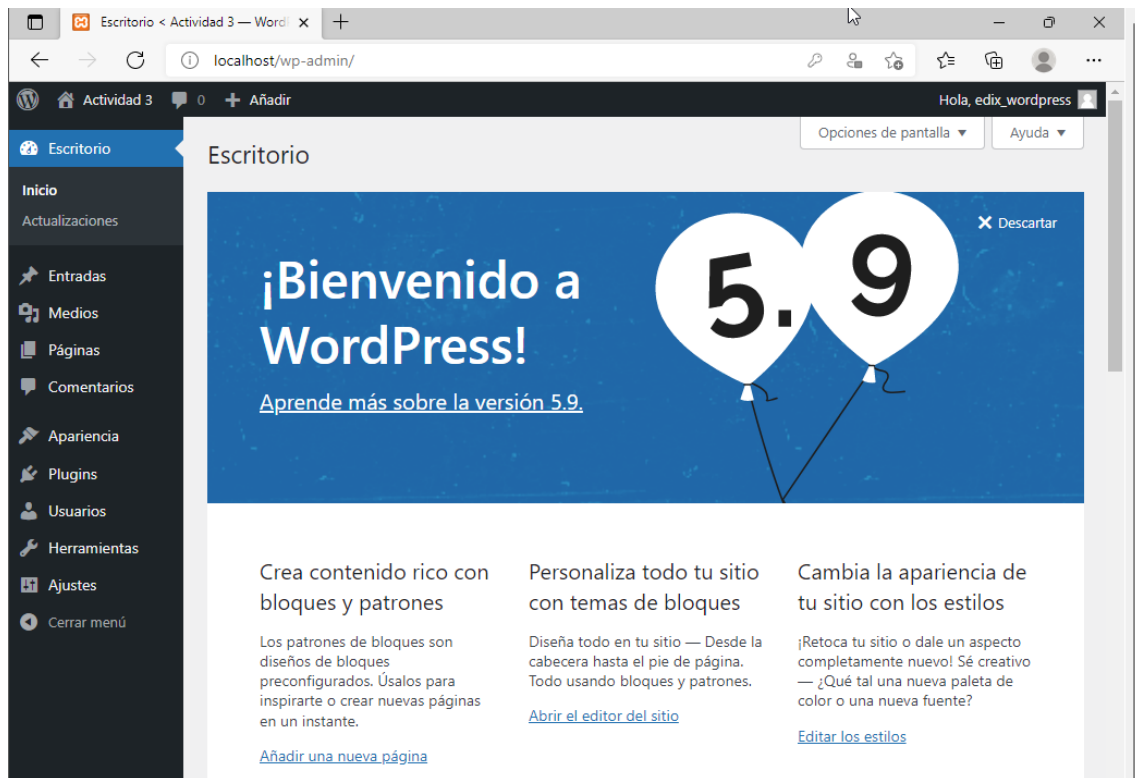 Escritorio < Actividad 3 — Word
localhost/wp-admin/
Actividad 3 0 Añadir Hola, edix_wordpress
Opciones de pantalla Ayuda
Escritorio
Inicio
Actualizaciones
Entradas
Medios
Páginas
Comentarios
Apariencia
Plugins
Usuarios
Herramientas
Ajustes
Cerrar menú
Escritorio
Descartar
¡Bienvenido a
WordPress!
Aprende más sobre la versión 5.9.
5.9
Crea contenido rico con
bloques y patrones
Los patrones de bloques son
diseños de bloques
preconfigurados. Úsalos para
inspirarte o crear nuevas páginas
en un instante.
Añadir una nueva página
Personaliza todo tu sitio
con temas de bloques
Diseña todo en tu sitio — Desde la
cabecera hasta el pie de página.
Todo usando bloques y patrones.
Abrir el editor del sitio
Cambia la apariencia de
tu sitio con los estilos
¡Retoca tu sitio o dale un aspecto
completamente nuevo! Sé creativo
— ¿Qué tal una nueva paleta de
color o una nueva fuente?
Editar los estilos